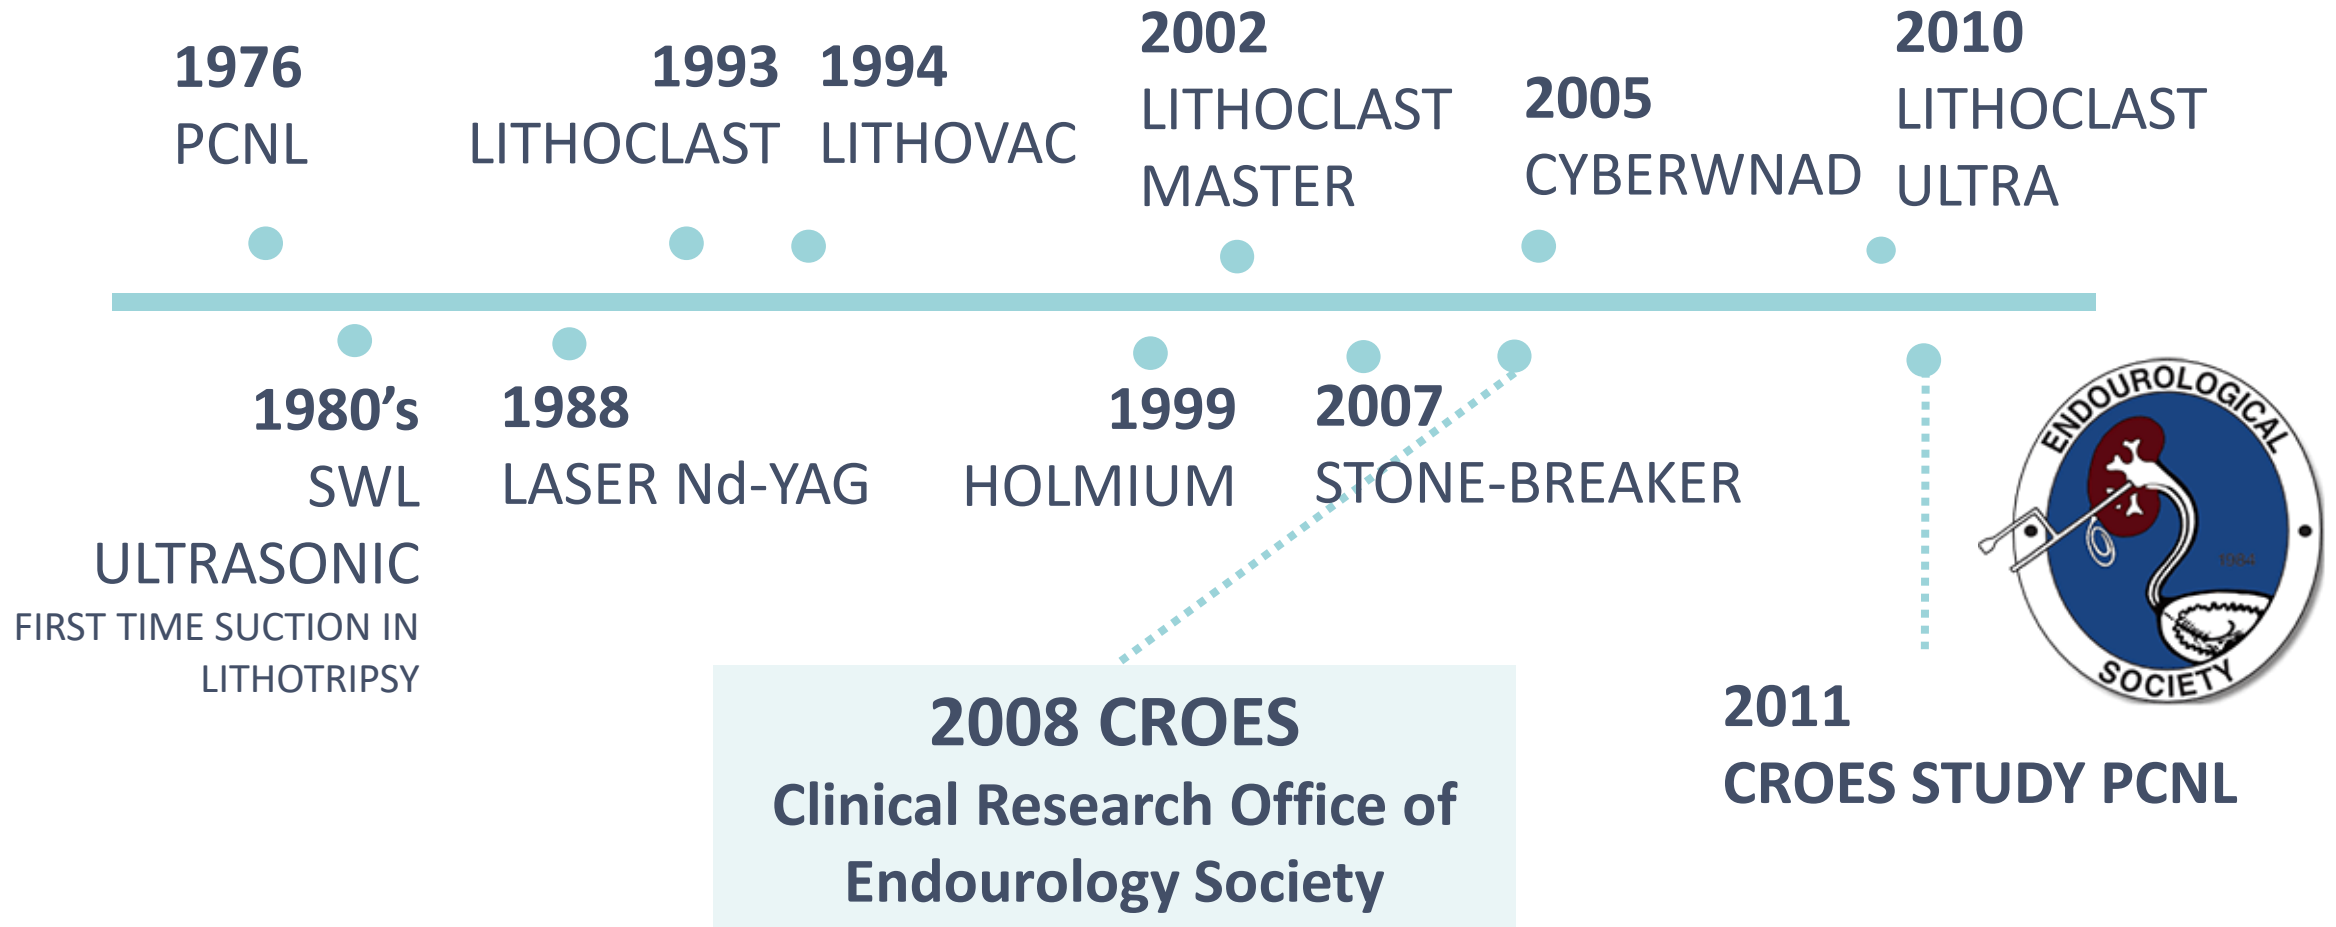 1976
PCNL
1993
LITHOCLAST
1994
LITHOVAC
2002
LITHOCLAST
MASTER
2005
CYBERWNAD
2010
LITHOCLAST
ULTRA
1980’s
SWL
ULTRASONIC
FIRST TIME SUCTION IN
LITHOTRIPSY
1988
LASER Nd-YAG
1999
HOLMIUM
2007
STONE-BREAKER
2008 CROES
Clinical Research Office of
Endourology Society
2011
CROES STUDY PCNL
ENDOUROLOGICAL
1984
SOCIETY